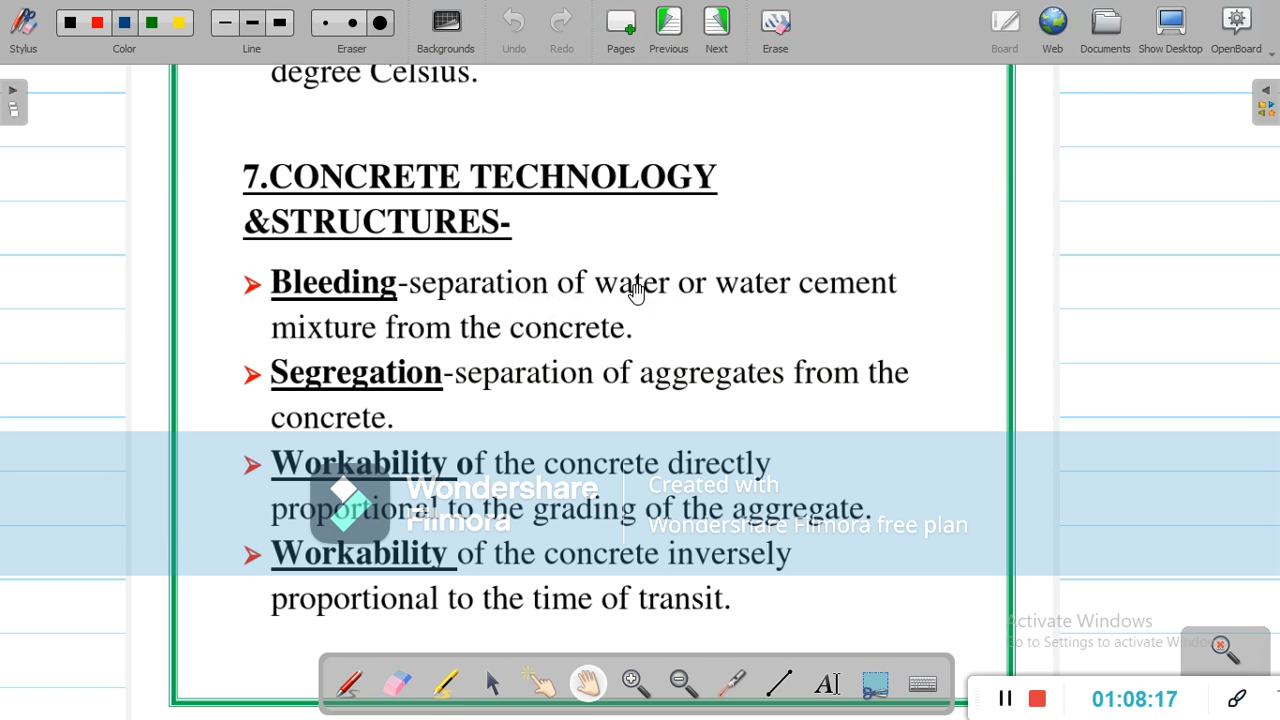 Stylus Color Line Eraser Backgrounds Undo Redo Pages Previous Next Erase Board Web Documents Show Desktop OpenBoard
degree Celsius.
7.CONCRETE TECHNOLOGY
&STRUCTURES-
➢ Bleeding-separation of water or water cement
mixture from the concrete.
➢ Segregation-separation of aggregates from the
concrete.
➢ Workability of the concrete directly
proportional to the grading of the aggregate.
➢ Workability of the concrete inversely
proportional to the time of transit.
Wondershare
Filmora
Created with
Wondershare Filmora free plan
Activate Windows
Go to Settings to activate Windows.
01:08:17